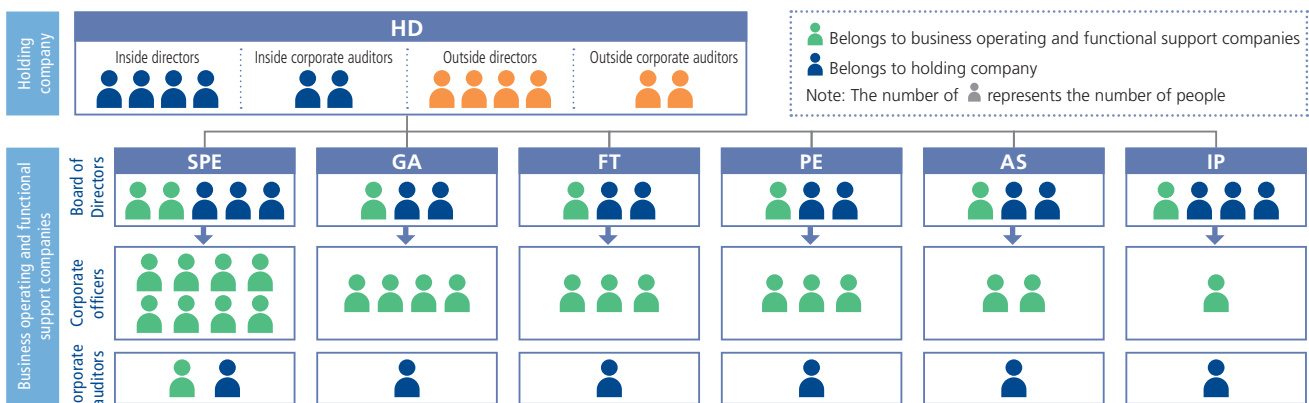 Holding
company
HD
Inside directors
Inside corporate auditors
Outside directors
Outside corporate auditors
Belongs to business operating and functional support companies
Belongs to holding company
Note: The number of represents the number of people
Business operating and functional
support companies
Board of
Directors
SPE
GA
FT
PE
AS
IP
Corporate
officers
orporate
auditors